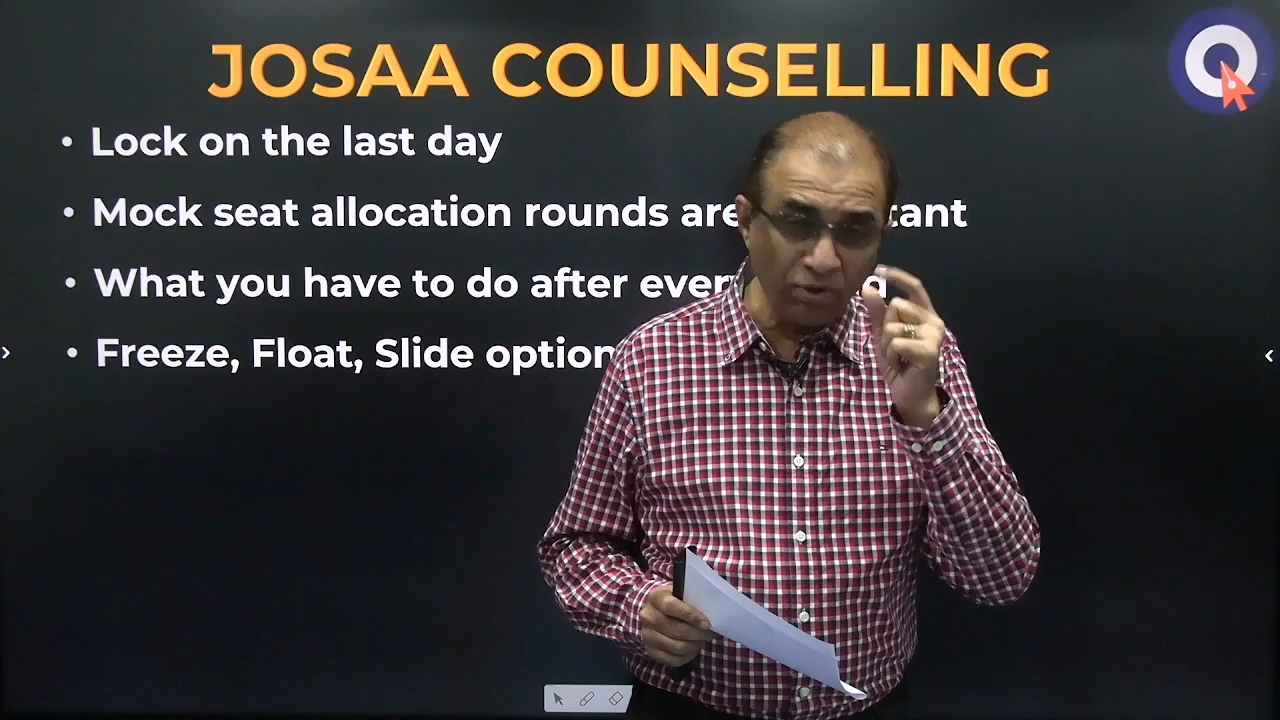 JOSAA COUNSELLING
• Lock on the last day
• Mock seat allocation rounds are
• What you have to do after
• Freeze, Float, Slide option